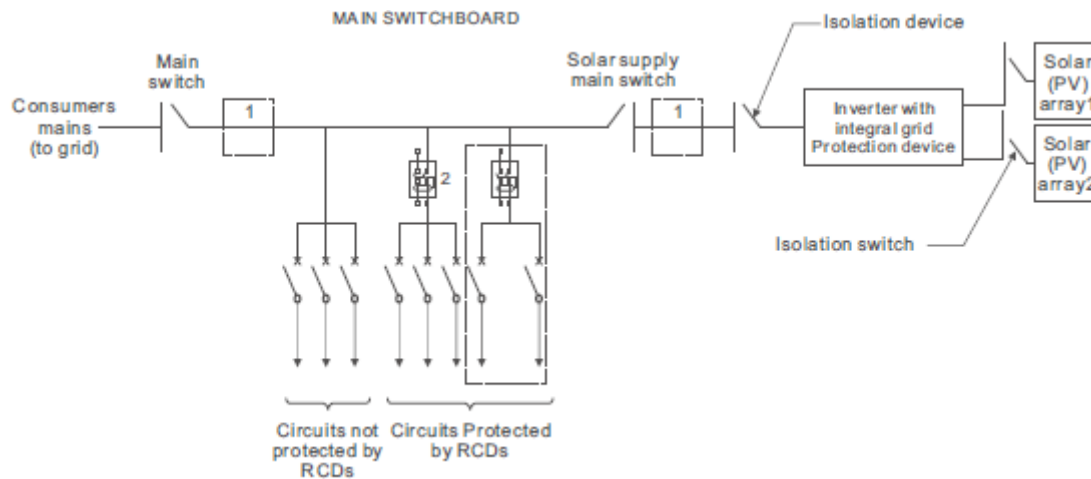 MAIN SWITCHBOARD
Isolation device
Main
switch
Solar supply
main switch
Consumers
mains
(to grid)
1
1
Inverter with
integral grid
Protection device
Solar
(PV)
array1
Solar
(PV)
array2
2
Isolation switch
Circuits not
protected by
RCDs
Circuits Protected
by RCDs